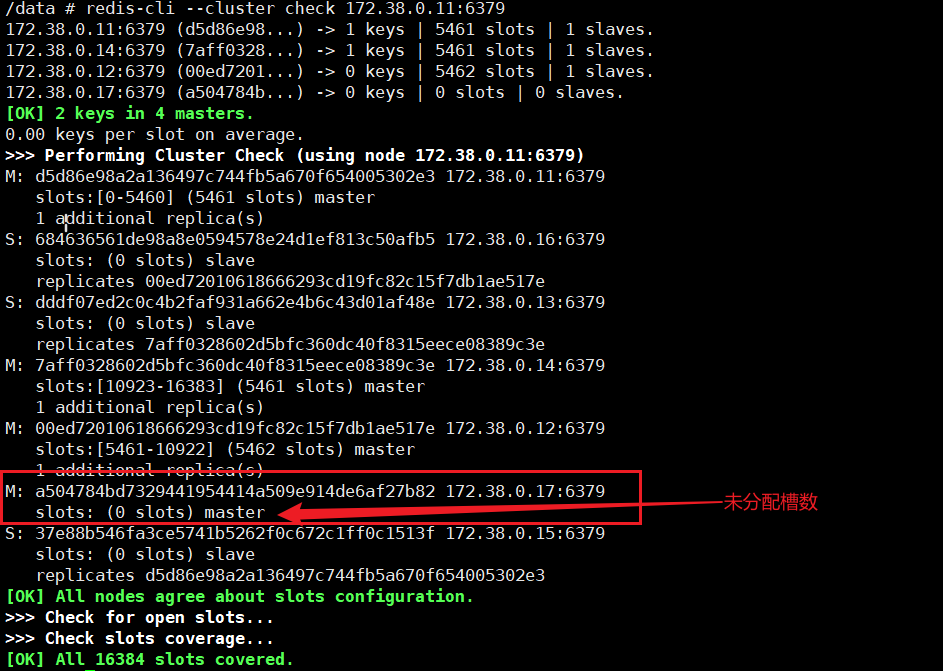 /data # redis-cli --cluster check 172.38.0.11:6379
172.38.0.11:6379 (d5d86e98...) -> 1 keys | 5461 slots | 1 slaves.
172.38.0.14:6379 (7aff0328...) -> 1 keys | 5461 slots | 1 slaves.
172.38.0.12:6379 (00ed7201...) -> 0 keys | 5462 slots | 1 slaves.
172.38.0.17:6379 (a504784b...) -> 0 keys | 0 slots | 0 slaves.
[OK] 2 keys in 4 masters.
0.00 keys per slot on average.
>>> Performing Cluster Check (using node 172.38.0.11:6379)
M: d5d86e98a2a136497c744fb5a670f654005302e3 172.38.0.11:6379
   slots:[0-5460] (5461 slots) master
   1 additional replica(s)
S: 684636561de98a8e0594578e24d1ef813c50afb5 172.38.0.16:6379
   slots: (0 slots) slave
   replicates 00ed72010618666293cd19fc82c15f7db1ae517e
S: dddf07ed2c0c4b2faf931a662e4b6c43d01af48e 172.38.0.13:6379
   slots: (0 slots) slave
   replicates 7aff0328602d5bfc360dc40f8315eece08389c3e
M: 7aff0328602d5bfc360dc40f8315eece08389c3e 172.38.0.14:6379
   slots:[10923-16383] (5461 slots) master
   1 additional replica(s)
M: 00ed72010618666293cd19fc82c15f7db1ae517e 172.38.0.12:6379
   slots:[5461-10922] (5462 slots) master
   1 additional replica(s)
M: a504784bd7329441954414a509e914de6af27b82 172.38.0.17:6379
   slots: (0 slots) master
未分配槽数
S: 37e88b546fa3ce5741b5262f0c672c1ff0c1513f 172.38.0.15:6379
   slots: (0 slots) slave
   replicates d5d86e98a2a136497c744fb5a670f654005302e3
[OK] All nodes agree about slots configuration.
>>> Check for open slots...
>>> Check slots coverage...
[OK] All 16384 slots covered.